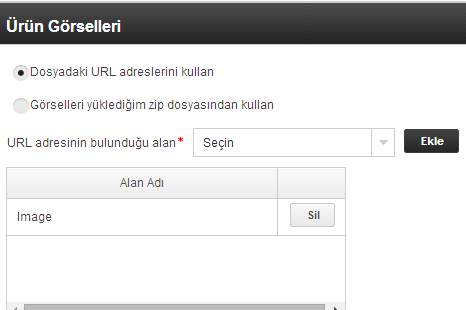 Ürün Görselleri
Dosyadaki URL adreslerini kullan
Görselleri yüklediğim zip dosyasından kullan
URL adresinin bulunduğu alan* Seçin Ekle
Alan Adı
Image Sil